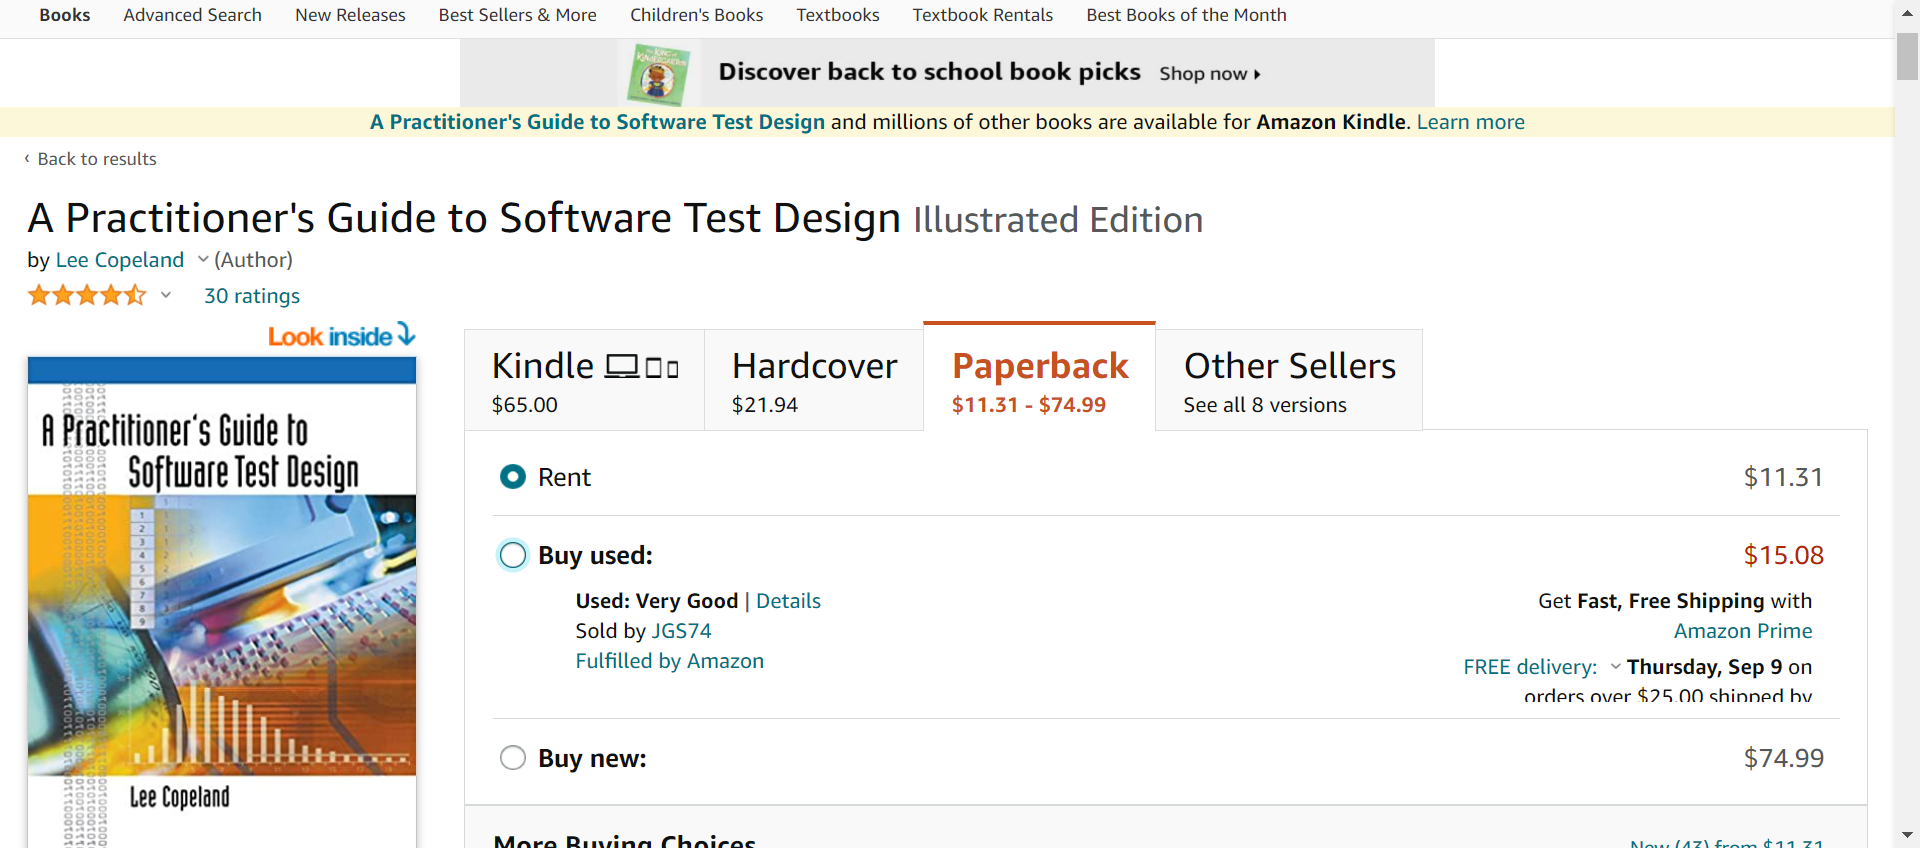 Books Advanced Search New Releases Best Sellers & More Children's Books Textbooks Textbook Rentals Best Books of the Month
Discover back to school book picks Shop now
A Practitioner's Guide to Software Test Design and millions of other books are available for Amazon Kindle. Learn more
‹ Back to results
A Practitioner's Guide to Software Test Design Illustrated Edition
by Lee Copeland (Author)
30 ratings
Look inside
A Practitioner's Guide to
Software Test Design
Lee Copeland
Kindle Hardcover Paperback Other Sellers
$65.00 $21.94 $11.31 - $74.99 See all 8 versions
Rent $11.31
Buy used: $15.08
Used: Very Good | Details Get Fast, Free Shipping with
Sold by JGS74 Amazon Prime
Fulfilled by Amazon FREE delivery: Thursday, Sep 9 on
orders over $25.00 shipped by
Buy new: $74.99
More Buying Choices New (43) from $11.31